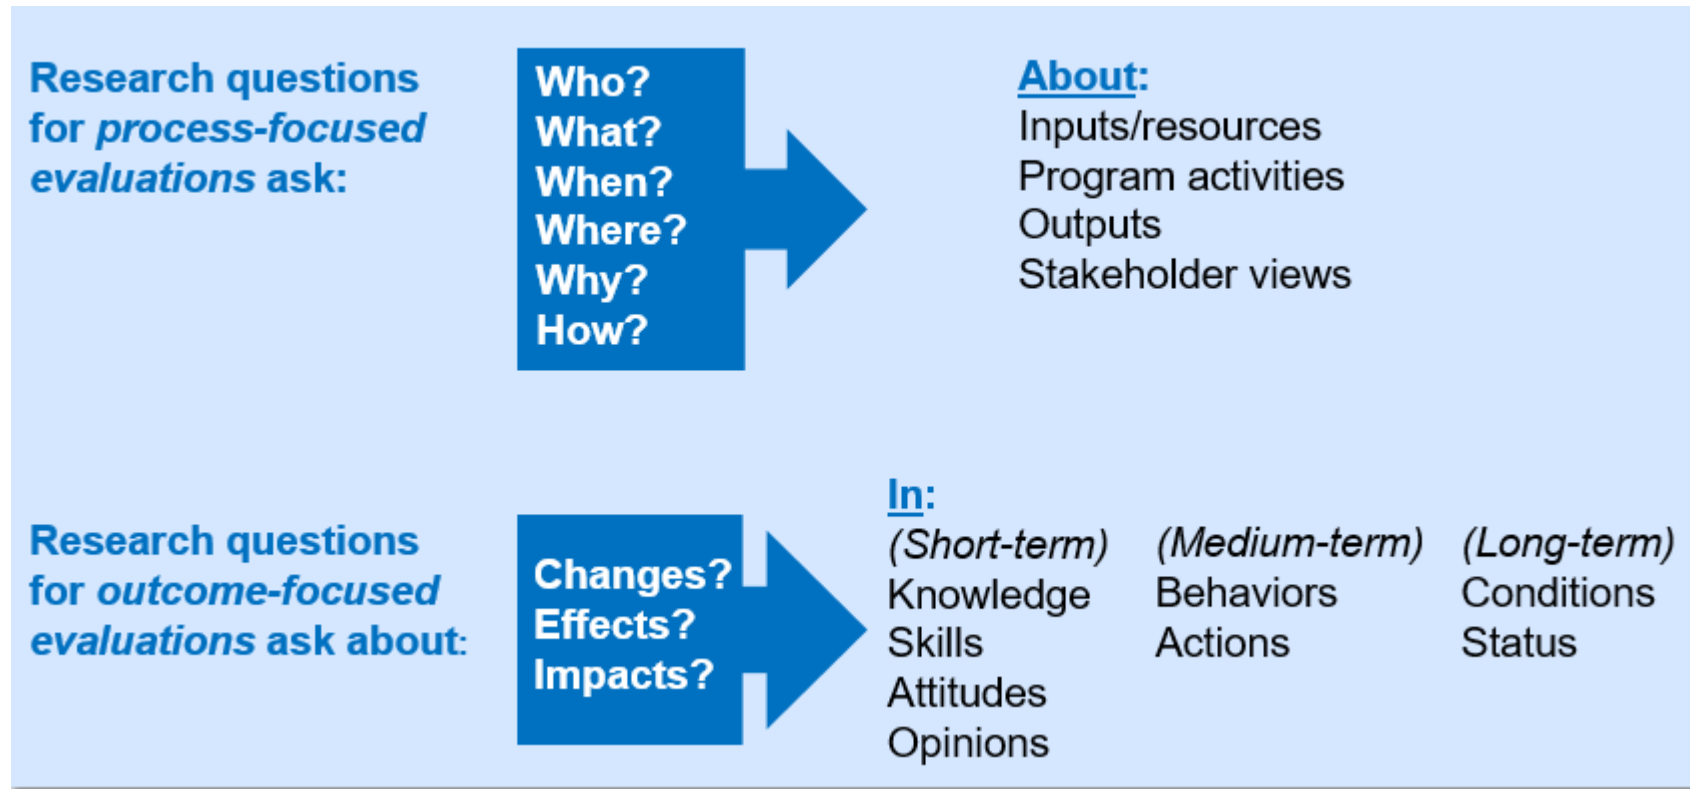 Research questions
for process-focused
evaluations ask:
Who?
What?
When?
Where?
Why?
How?
About:
Inputs/resources
Program activities
Outputs
Stakeholder views
Research questions
for outcome-focused
evaluations ask about:
Changes?
Effects?
Impacts?
In:
(Short-term)
Knowledge
Skills
Attitudes
Opinions
(Medium-term)
Behaviors
Actions
(Long-term)
Conditions
Status